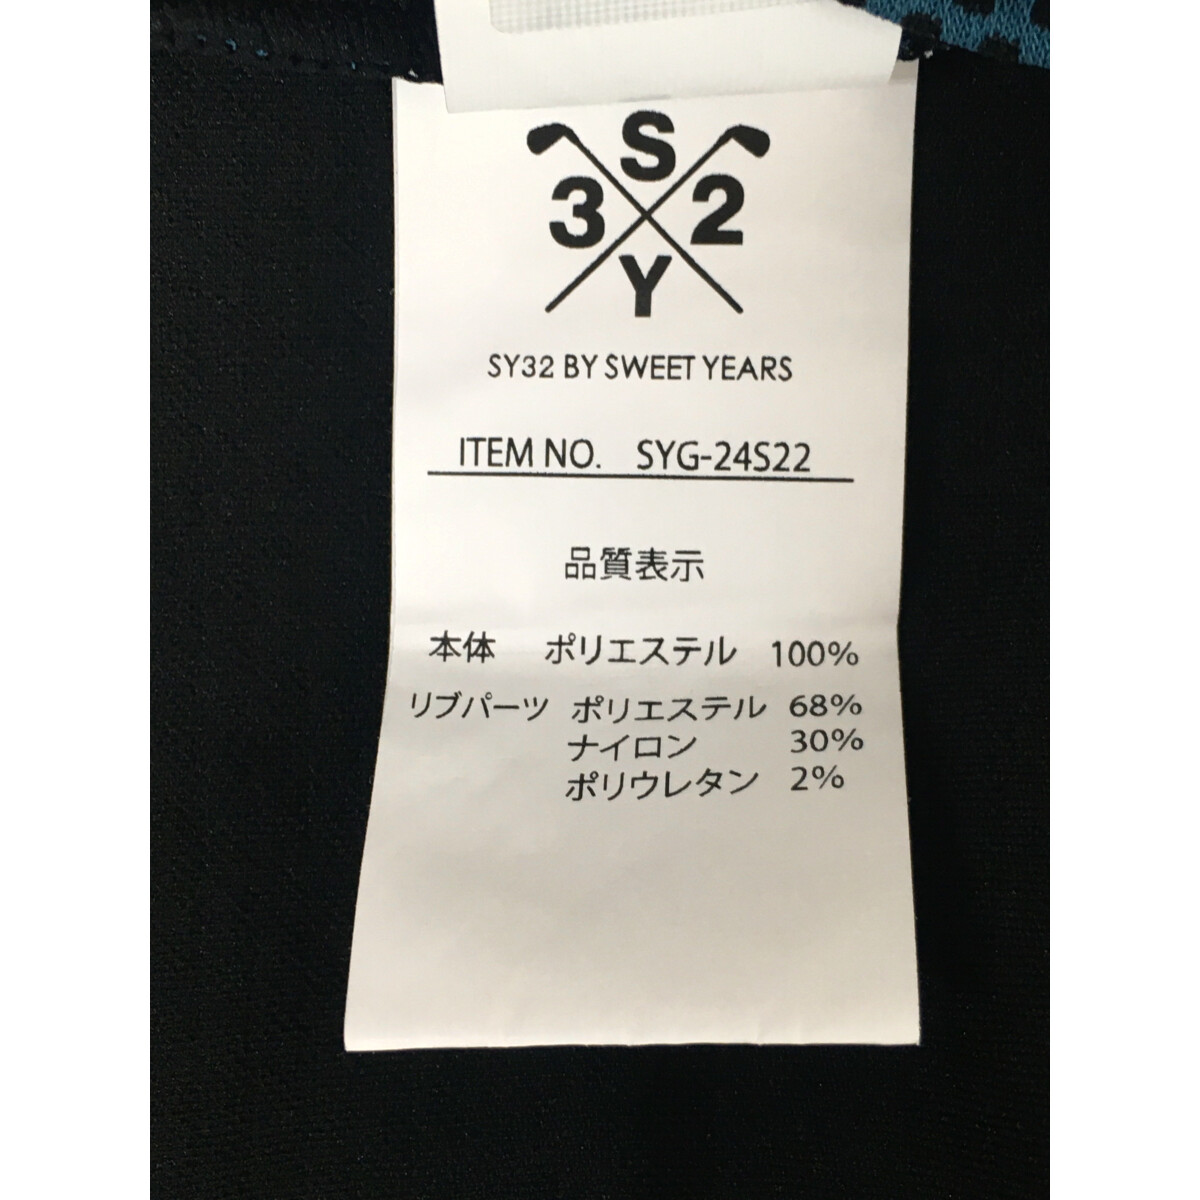 S
3 2
Y
SY32 BY SWEET YEARS
ITEM NO. SYG-24S22
品質表示
本体 ポリエステル 100%
リブパーツ ポリエステル 68%
ナイロン 30%
ポリウレタン 2%